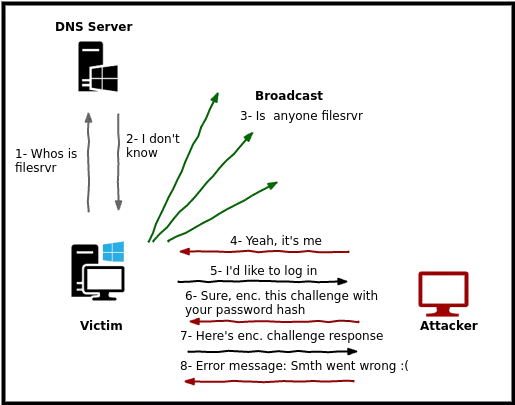 DNS Server
1- Whos is
filesrvr
2- I don't
know
Broadcast
3- Is  anyone filesrvr
4- Yeah, it's me
5- I'd like to log in
6- Sure, enc. this challenge with
your password hash
7- Here's enc. challenge response
8- Error message: Smth went wrong :(
Victim
Attacker